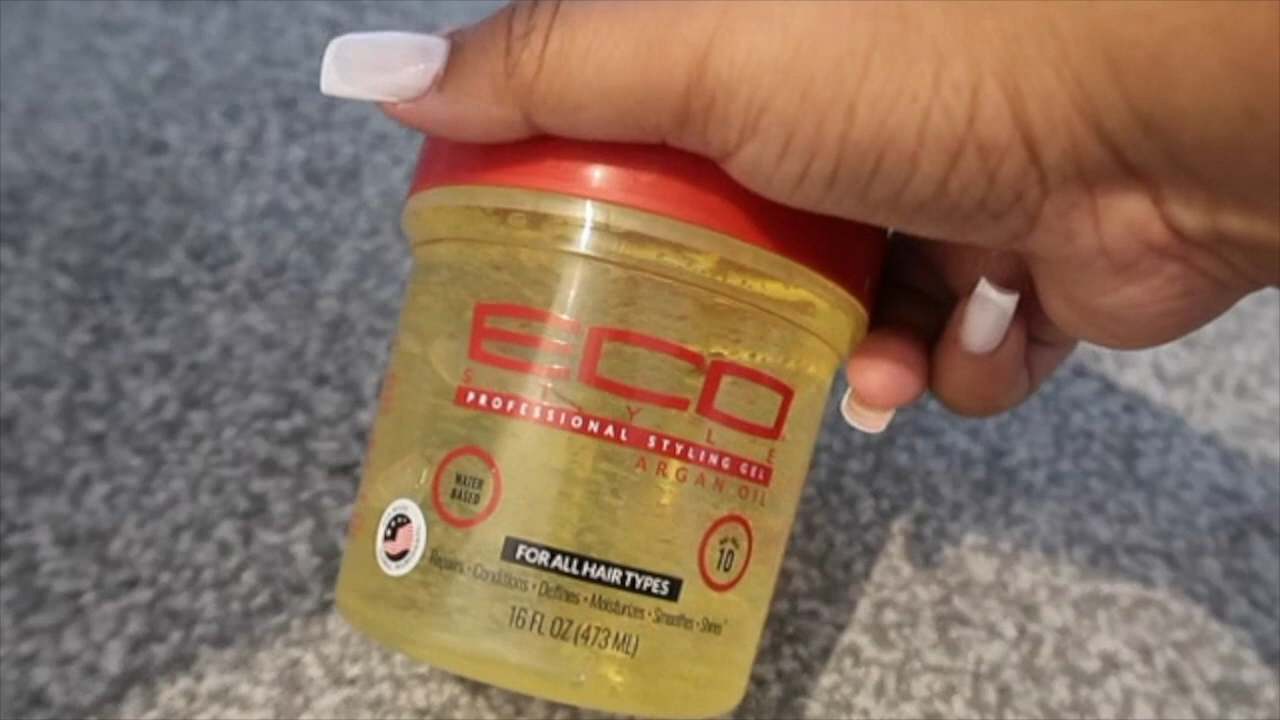 ECO
STYLE
PROFESSIONAL STYLING GEL
ARGAN OIL
WATER
BASED
10
FOR ALL HAIR TYPES
Repairs • Conditions • Defines • Moisturizes • Smoothes • Shines
16 FL OZ (473 ML)